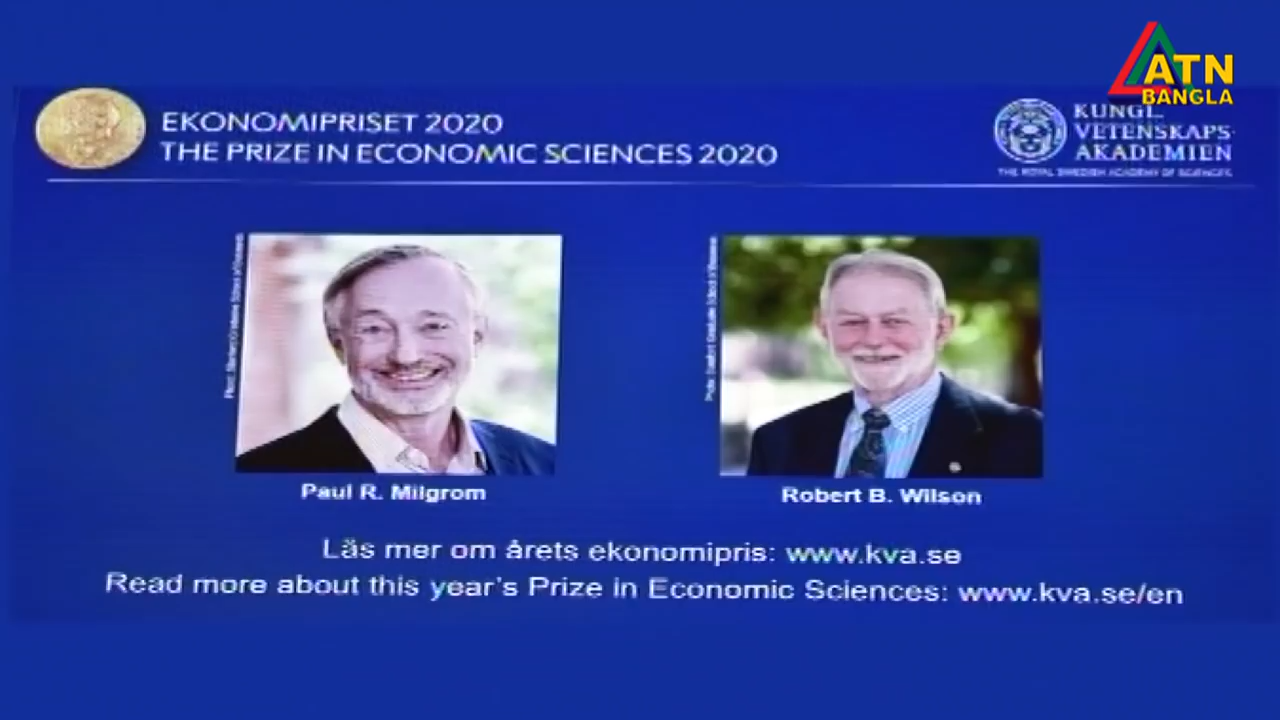 ATN
BANGLA
EKONOMIPRISET 2020
THE PRIZE IN ECONOMIC SCIENCES 2020
KUNGL.
VETENSKAPS-
AKADEMIEN
THE ROYAL SWEDISH ACADEMY OF SCIENCES
Paul R. Milgrom
Robert B. Wilson
Läs mer om årets ekonomipris: www.kva.se
Read more about this year's Prize in Economic Sciences: www.kva.se/en